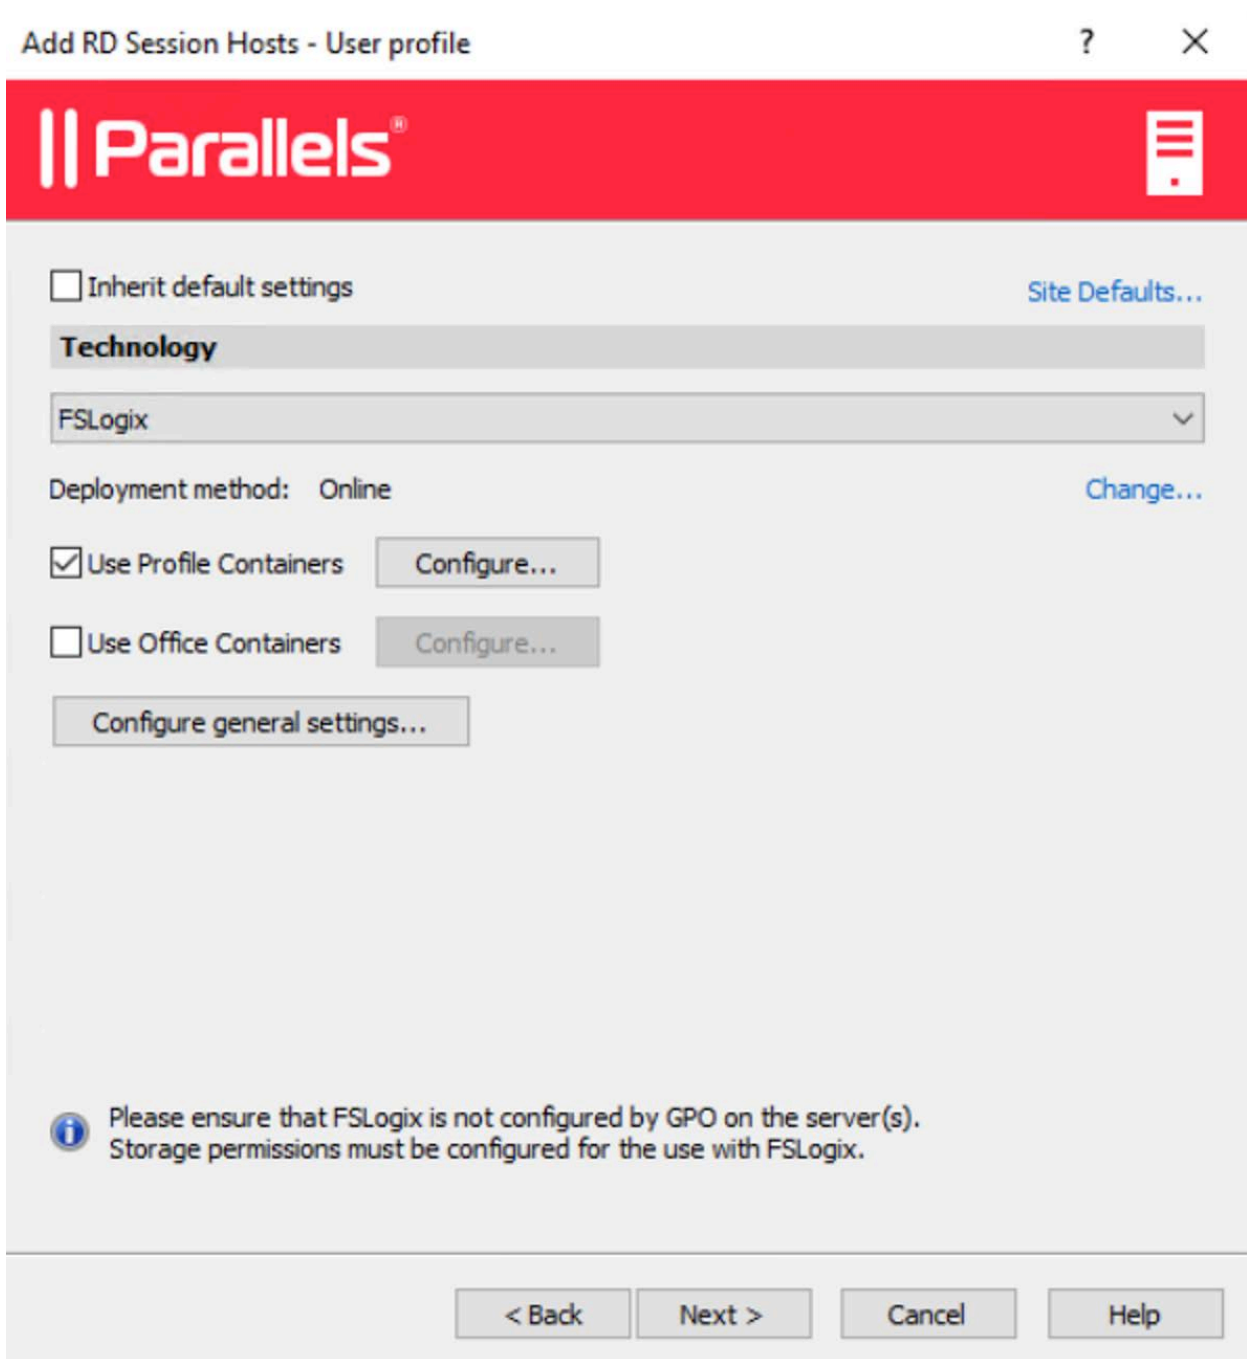 Add RD Session Hosts - User profile ?
Parallels®
Inherit default settings Site Defaults...
Technology
FSLogix
Deployment method: Online Change...
Use Profile Containers Configure...
Use Office Containers Configure...
Configure general settings...
Please ensure that FSLogix is not configured by GPO on the server(s).
Storage permissions must be configured for the use with FSLogix.
< Back Next > Cancel Help